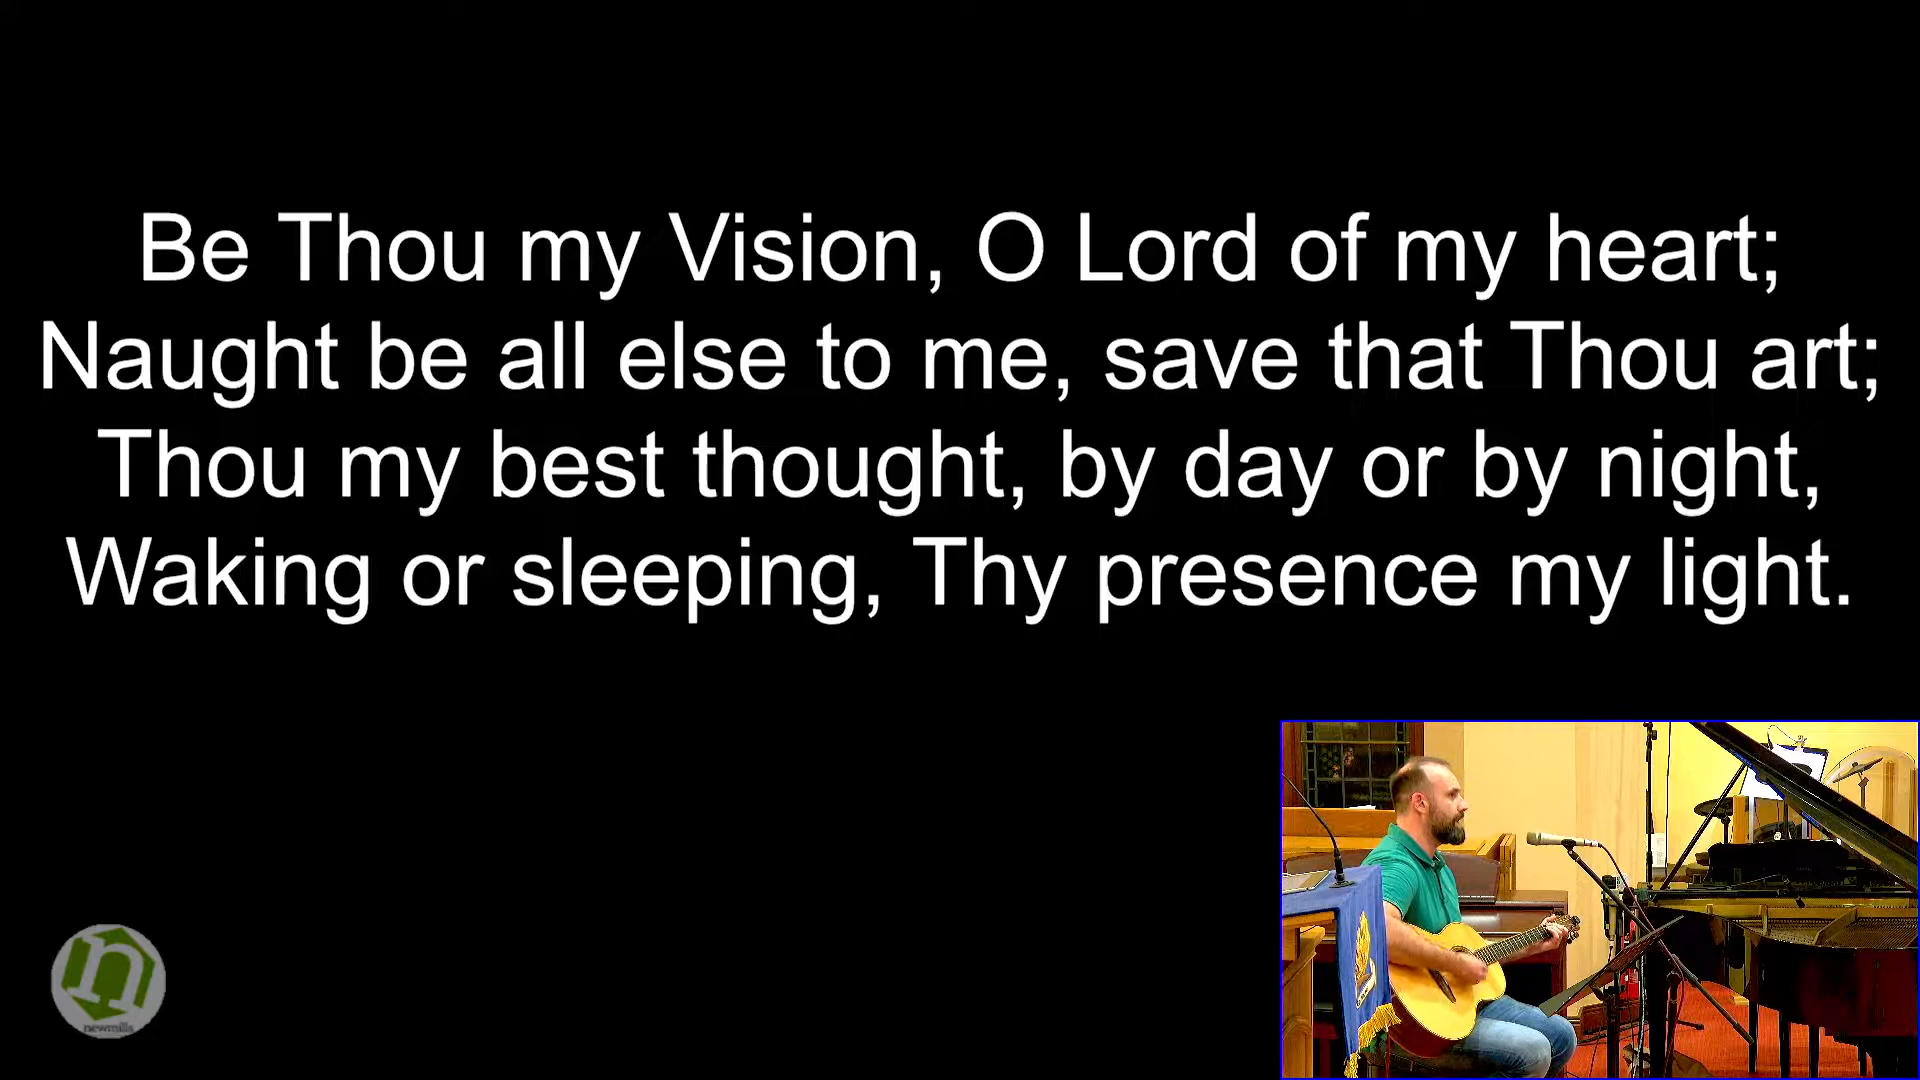 Be Thou my Vision, O Lord of my heart;
Naught be all else to me, save that Thou art;
Thou my best thought, by day or by night,
Waking or sleeping, Thy presence my light.
n
newmills